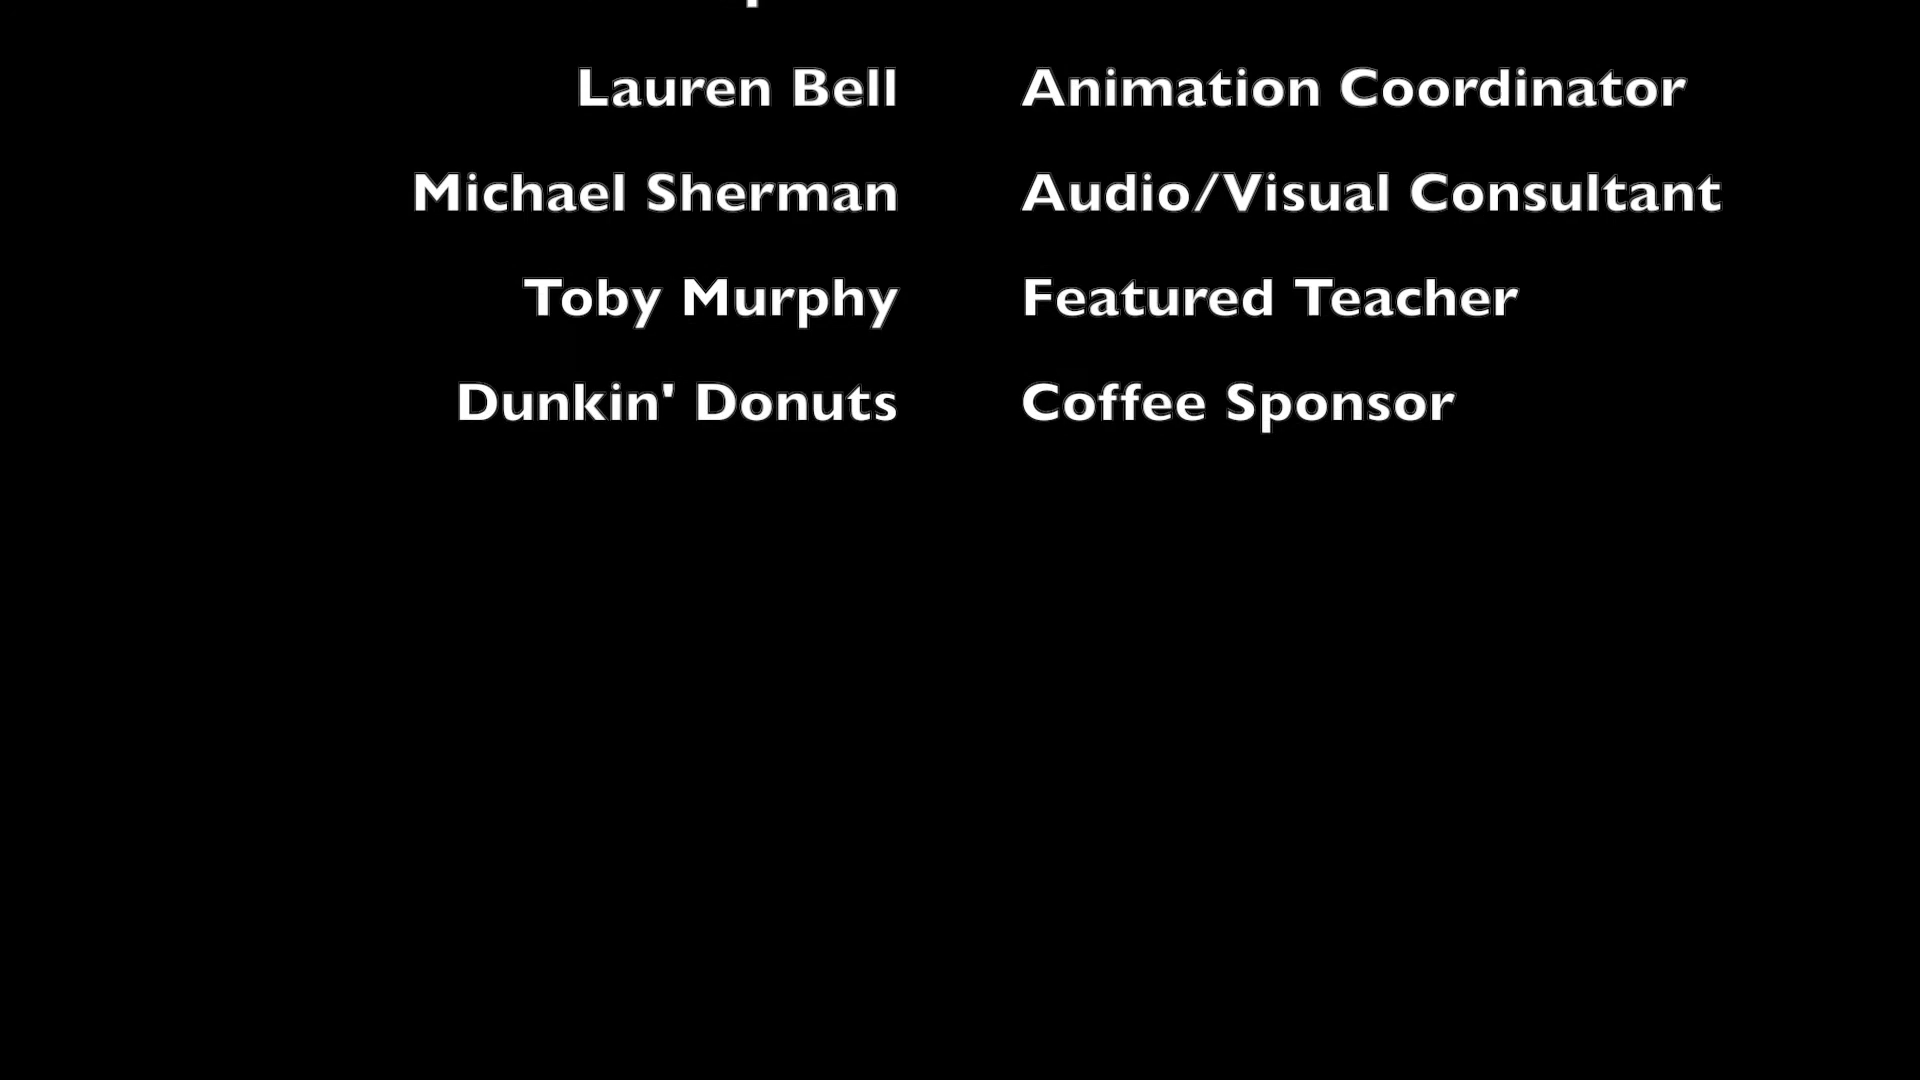 Lauren Bell Animation Coordinator
Michael Sherman Audio/Visual Consultant
Toby Murphy Featured Teacher
Dunkin' Donuts Coffee Sponsor